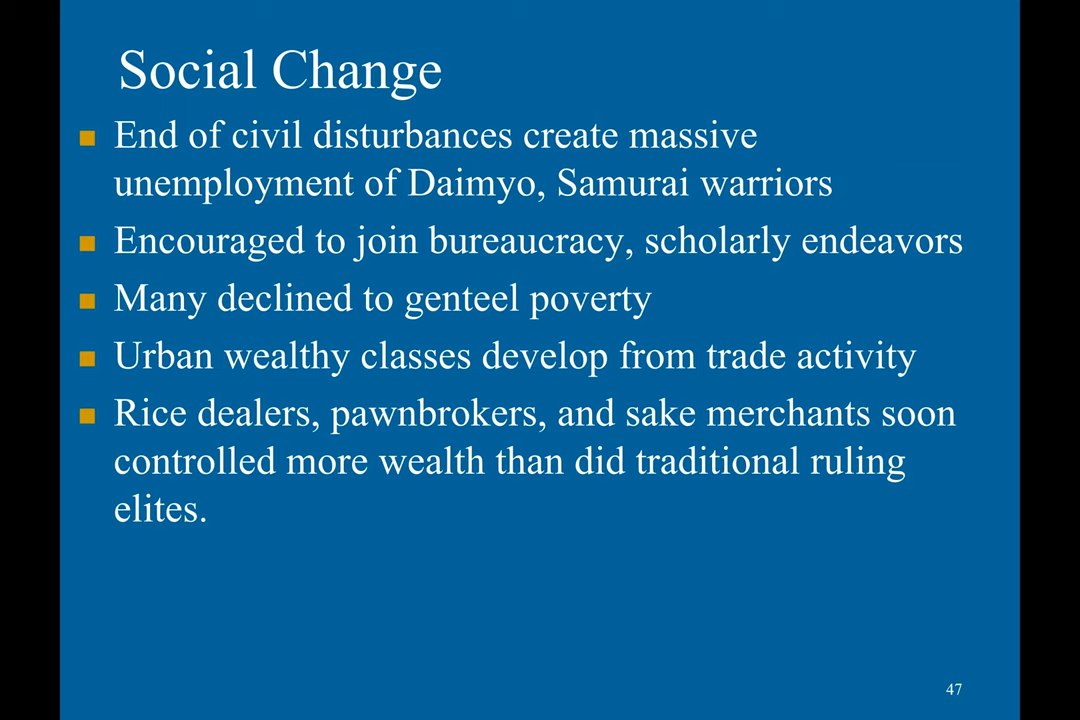 Social Change
End of civil disturbances create massive
unemployment of Daimyo, Samurai warriors
Encouraged to join bureaucracy, scholarly endeavors
Many declined to genteel poverty
Urban wealthy classes develop from trade activity
Rice dealers, pawnbrokers, and sake merchants soon
controlled more wealth than did traditional ruling
elites.
47